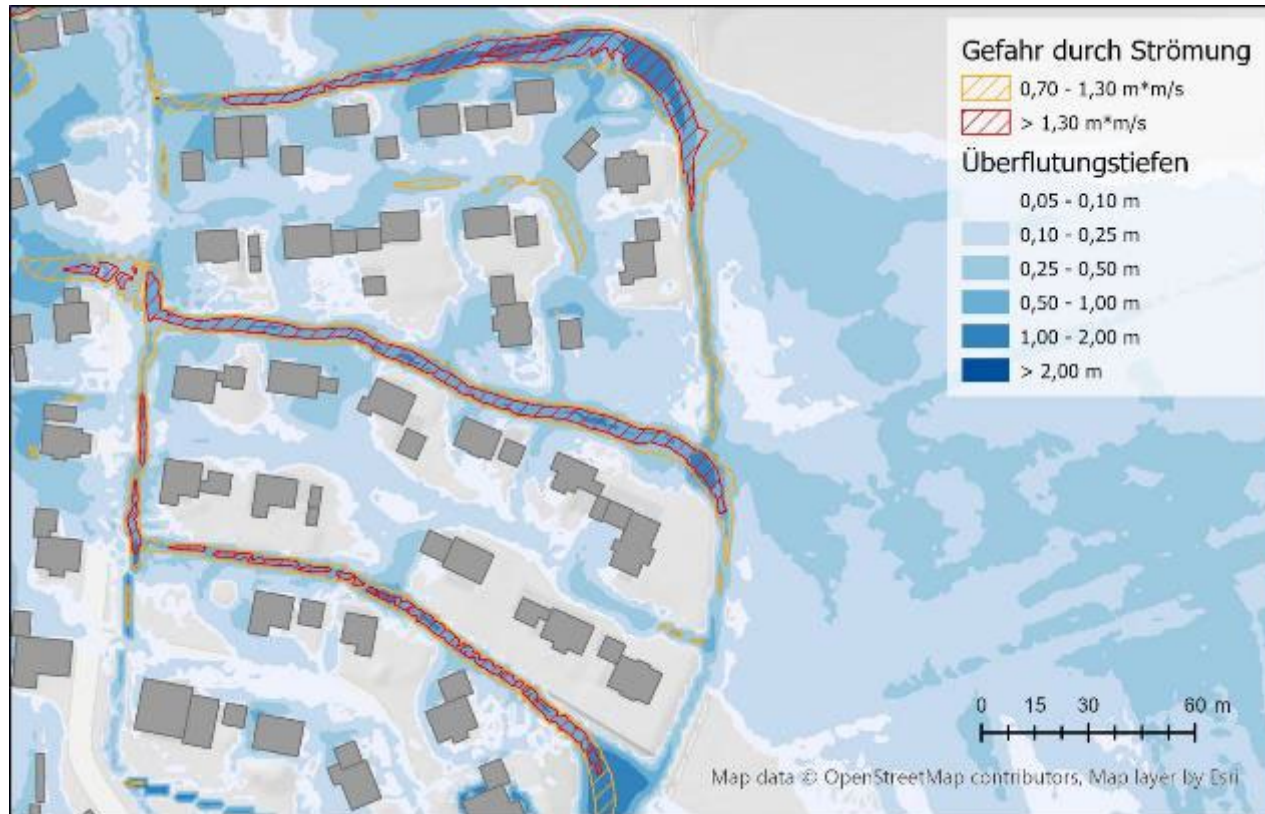 Gefahr durch Strömung
0,70 - 1,30 m*m/s
> 1,30 m*m/s
Überflutungstiefen
0,05 - 0,10 m
0,10 - 0,25 m
0,25 - 0,50 m
0,50 - 1,00 m
1,00 - 2,00 m
> 2,00 m
0 15 30 60 m
Map data © OpenStreetMap contributors, Map layer by Esri